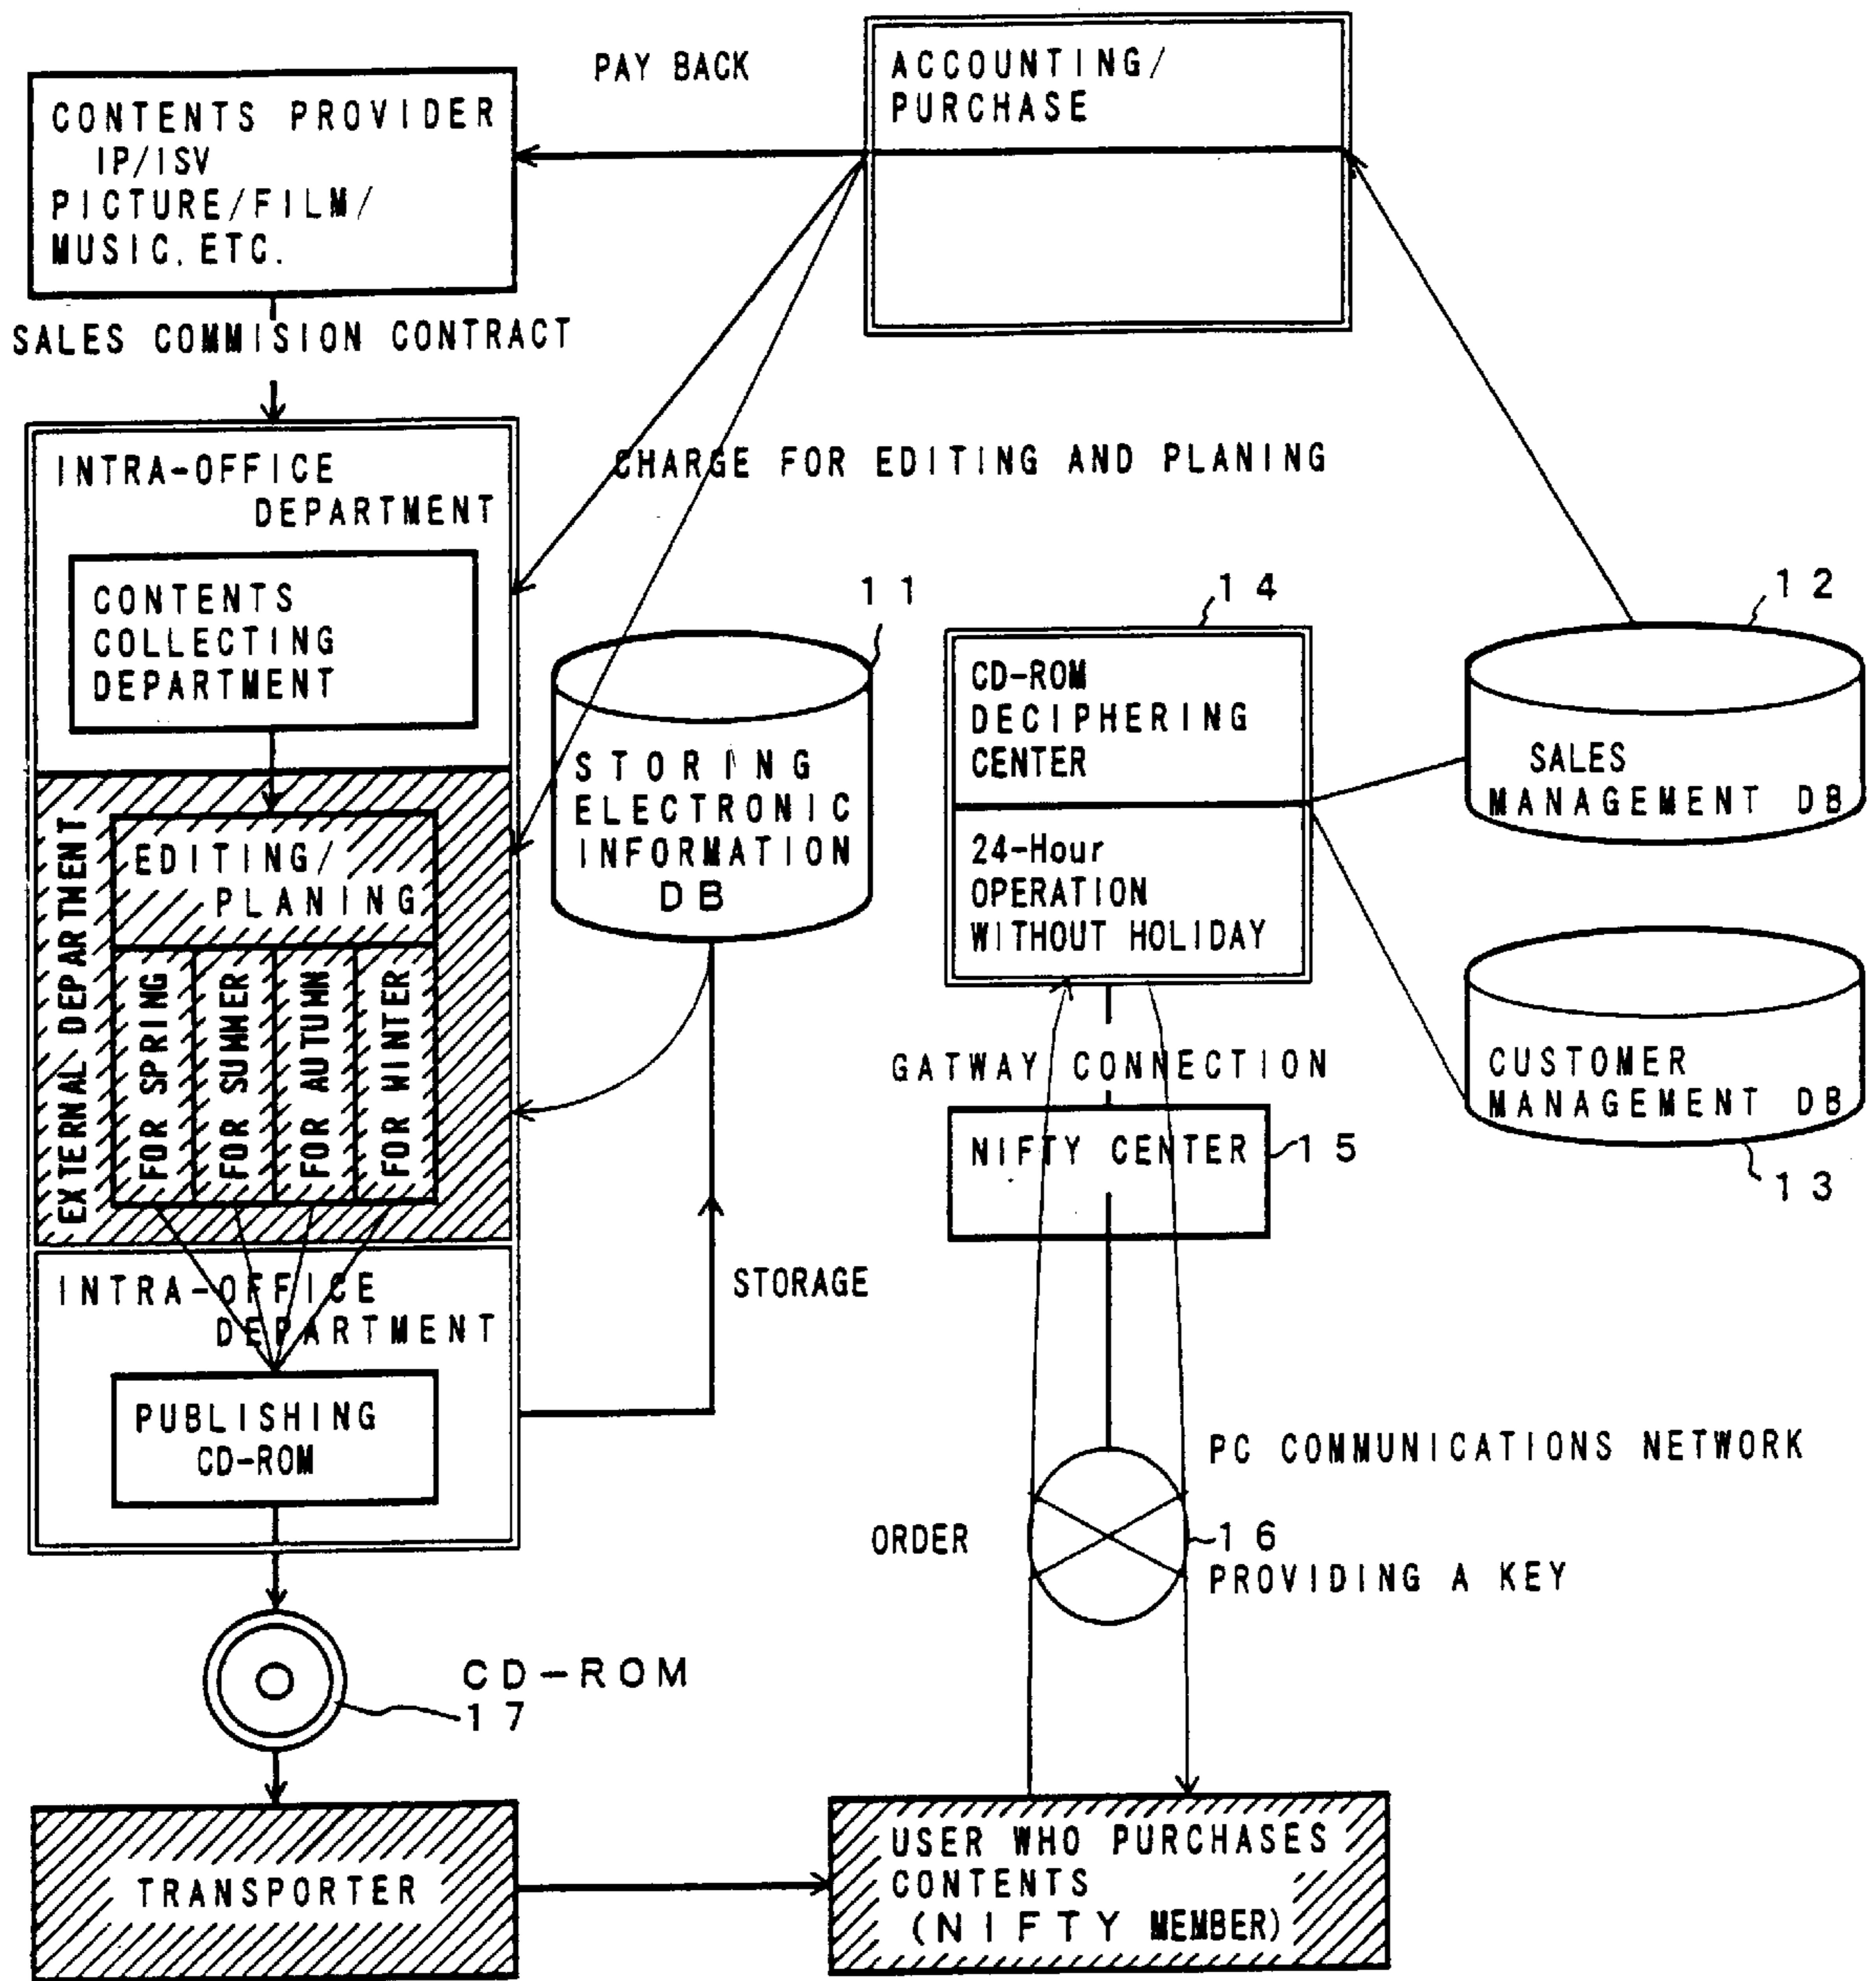 PAY BACK
ACCOUNTING/
PURCHASE
CONTENTS PROVIDER
IP/ISV
PICTURE/FILM/
MUSIC. ETC.
SALES COMMISION CONTRACT
INTRA-OFFICE
DEPARTMENT
CHARGE FOR EDITING AND PLANING
CONTENTS
COLLECTING
DEPARTMENT
11
STORING
ELECTRONIC
INFORMATION
DB
14
CD-ROM
DECIPHERING
CENTER
24-Hour
OPERATION
WITHOUT HOLIDAY
12
SALES
MANAGEMENT DB
EXTERNAL DEPARTMENT
EDITING/
PLANING
FOR SPRING
FOR SUMMER
FOR AUTUMN
FOR WINTER
CUSTOMER
MANAGEMENT DB
13
GATWAY CONNECTION
NIFTY CENTER
15
INTRA-OFFICE
DEPARTMENT
STORAGE
PUBLISHING
CD-ROM
PC COMMUNICATIONS NETWORK
ORDER
16
PROVIDING A KEY
CD-ROM
17
TRANSPORTER
USER WHO PURCHASES
CONTENTS
(NIFTY MEMBER)